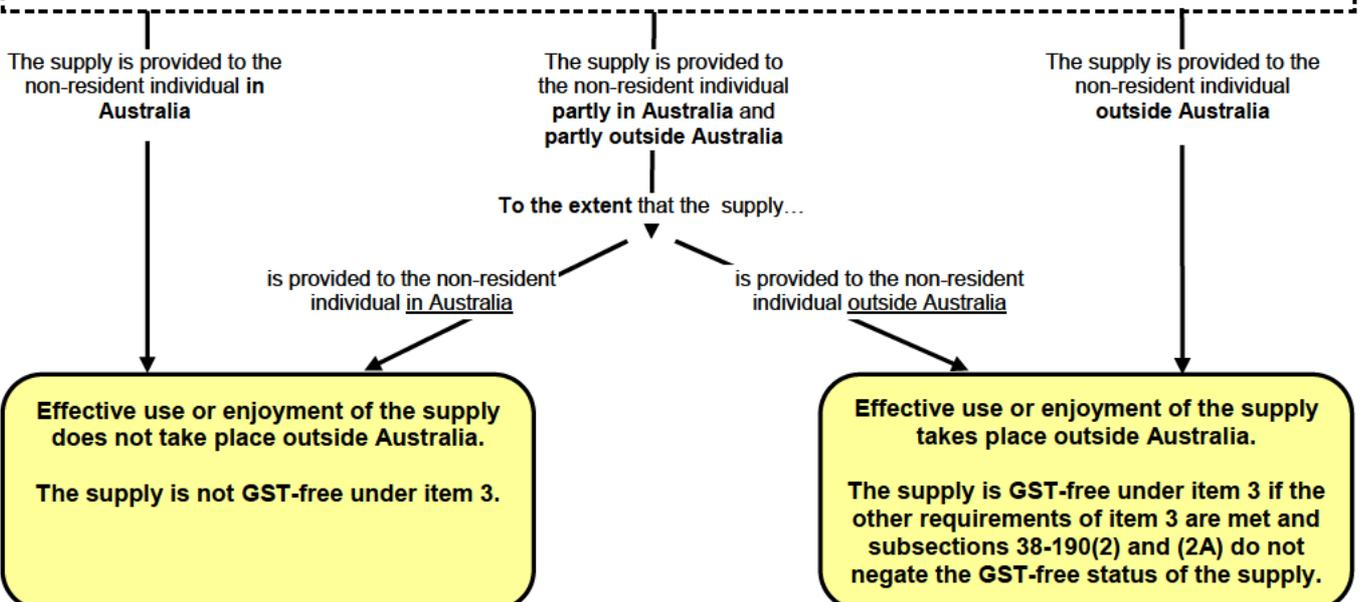 The supply is provided to the
non-resident individual in
Australia
The supply is provided to
the non-resident individual
partly in Australia and
partly outside Australia
The supply is provided to the
non-resident individual
outside Australia
To the extent that the supply…
is provided to the non-resident
individual in Australia
is provided to the non-resident
individual outside Australia
Effective use or enjoyment of the supply
does not take place outside Australia.
The supply is not GST-free under item 3.
Effective use or enjoyment of the supply
takes place outside Australia.
The supply is GST-free under item 3 if the
other requirements of item 3 are met and
subsections 38-190(2) and (2A) do not
negate the GST-free status of the supply.